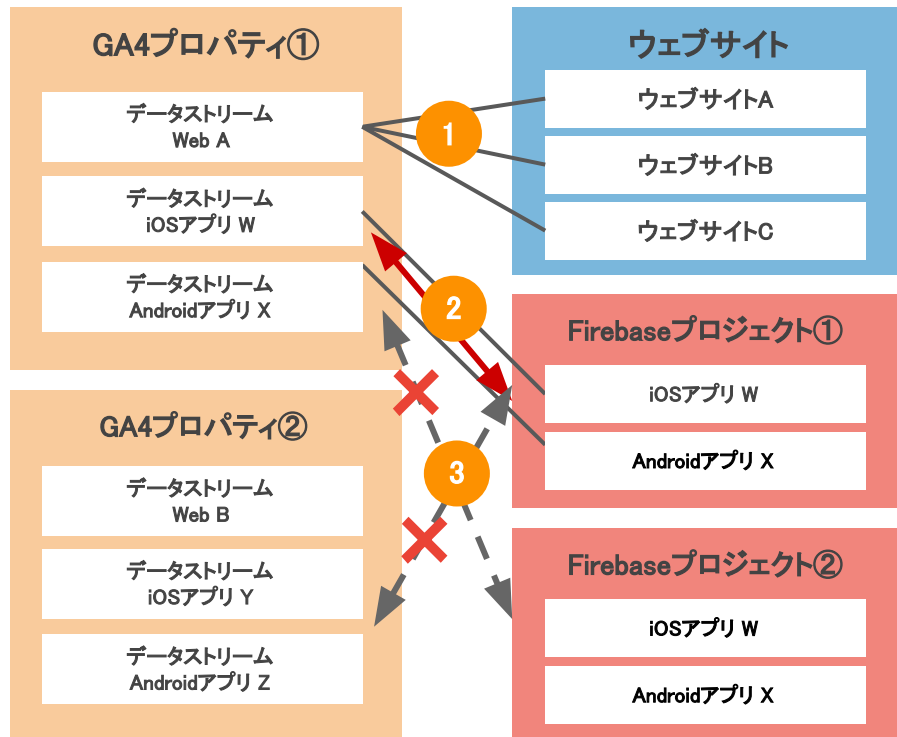 GA4プロパティ①
データストリーム
Web A
データストリーム
iOSアプリ W
データストリーム
Androidアプリ X
GA4プロパティ②
データストリーム
Web B
データストリーム
iOSアプリ Y
データストリーム
Androidアプリ Z
1
2
3
ウェブサイト
ウェブサイトA
ウェブサイトB
ウェブサイトC
Firebaseプロジェクト①
iOSアプリ W
Androidアプリ X
Firebaseプロジェクト②
iOSアプリ W
Androidアプリ X